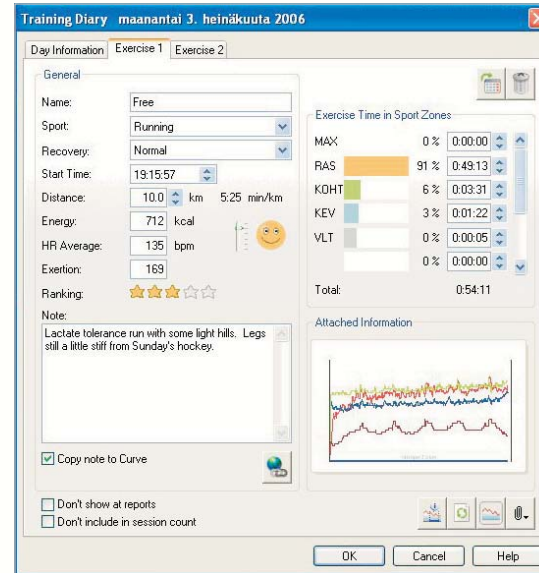 Training Diary maanantai 3. heinäkuuta 2006
Day Information Exercise 1 Exercise 2
General
Name: Free
Sport: Running
Recovery: Normal
Start Time: 19:15:57
Distance: 10.0 km 5:25 min/km
Energy: 712 kcal
HR Average: 135 bpm
Exertion: 169
Ranking:
Note:
Lactate tolerance run with some light hills. Legs
still a little stiff from Sunday's hockey.
Copy note to Curve
Don't show at reports
Don't include in session count
Exercise Time in Sport Zones
MAX 0 % 0:00:00
RAS 91 % 0:49:13
KOHT 6 % 0:03:31
KEV 3 % 0:01:22
VLT 0 % 0:00:05
0 % 0:00:00
Total: 0:54:11
Attached Information
OK Cancel Help